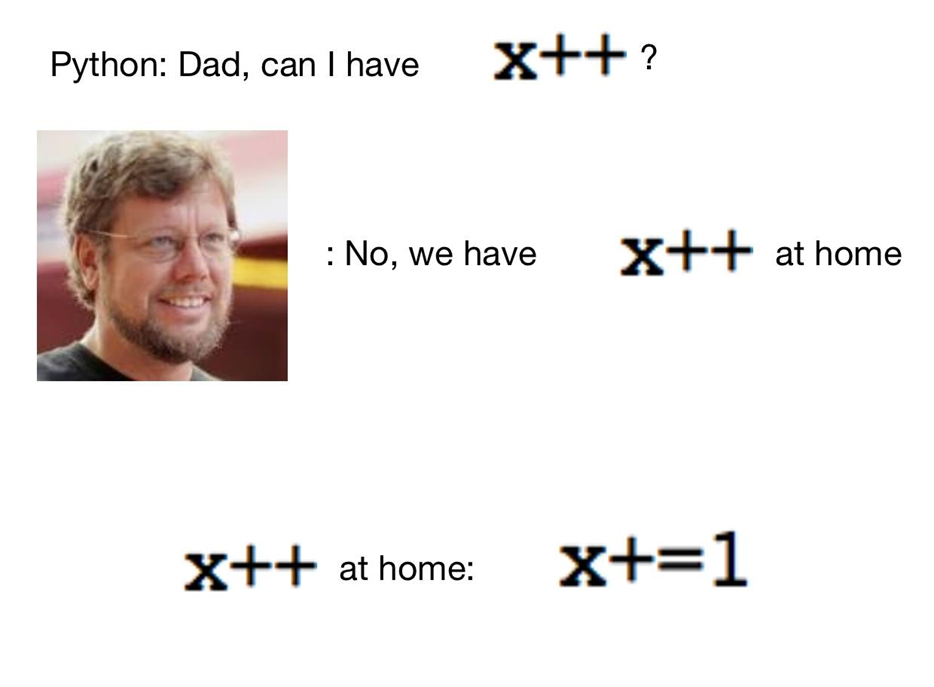 Python: Dad, can I have x++ ?
: No, we have x++ at home
x++ at home: x+=1